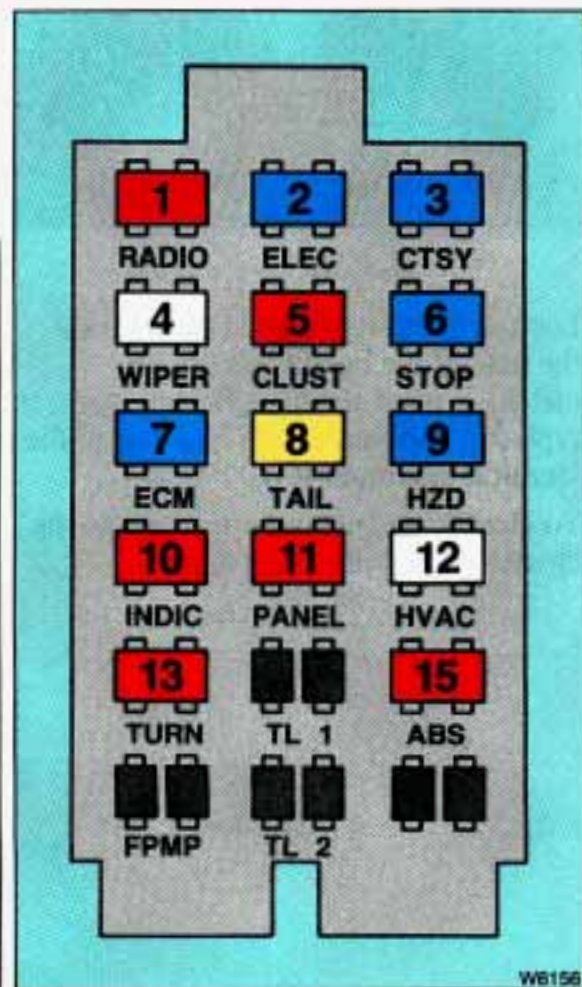 1 2 3
RADIO ELEC CTSY
4 5 6
WIPER CLUST STOP
7 8 9
ECM TAIL HZD
10 11 12
INDIC PANEL HVAC
13 15
TURN TL 1 ABS
FPMP TL 2
W6156